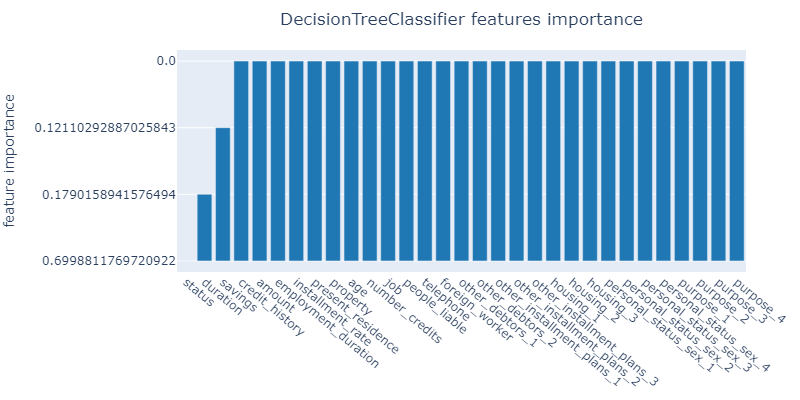 DecisionTreeClassifier features importance
feature importance
0.0
0.12110292887025843
0.1790158941576494
0.6998811769720922
status
duration
savings
credit_history
amount
employment_duration
installment_rate
present_residence
property
age
number_credits
job
people_liable
telephone
foreign_worker
other_debtors_1
other_debtors_2
other_installment_plans_1
other_installment_plans_2
other_installment_plans_3
housing_1
housing_2
housing_3
personal_status_sex_1
personal_status_sex_2
personal_status_sex_3
personal_status_sex_4
purpose_1
purpose_2
purpose_3
purpose_4